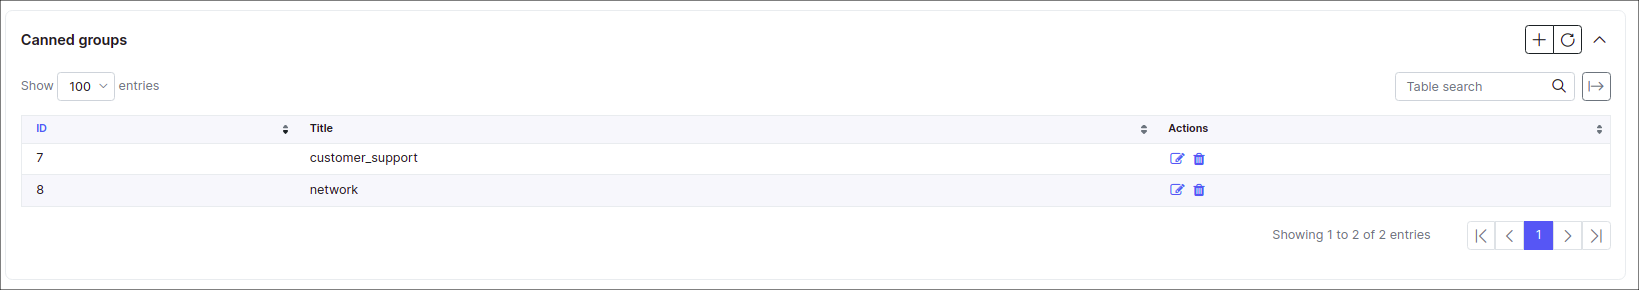 Canned groups
Show 100 entries
Table search
ID Title Actions
7 customer_support
8 network
Showing 1 to 2 of 2 entries 1